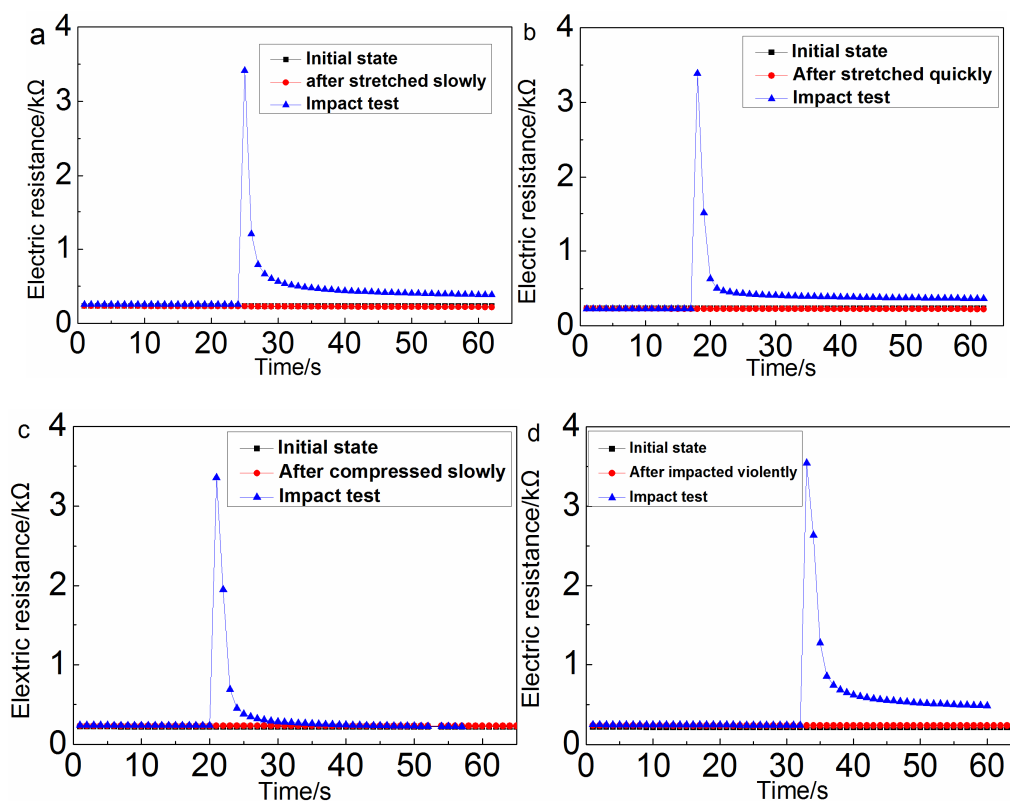 a
Initial state
after stretched slowly
Impact test
Electric resistance/kΩ
4
3
2
1
0
0 10 20 30 40 50 60
Time/s
b
Initial state
After stretched quickly
Impact test
Electric resistance/kΩ
4
3
2
1
0
0 10 20 30 40 50 60
Time/s
c
Initial state
After compressed slowly
Impact test
Elextric resistance/kΩ
4
3
2
1
0
0 10 20 30 40 50 60
Time/s
d
Initial state
After impacted violently
Impact test
Electric resistance/kΩ
4
3
2
1
0
0 10 20 30 40 50 60
Time/s